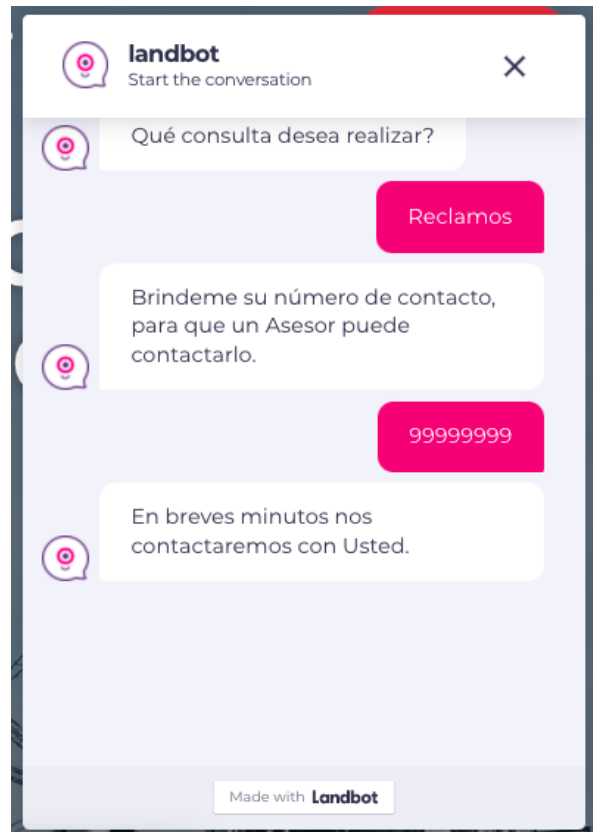 landbot
Start the conversation
Qué consulta desea realizar?
Reclamos
Brindeme su número de contacto,
para que un Asesor puede
contactarlo.
99999999
En breves minutos nos
contactaremos con Usted.
Made with Landbot